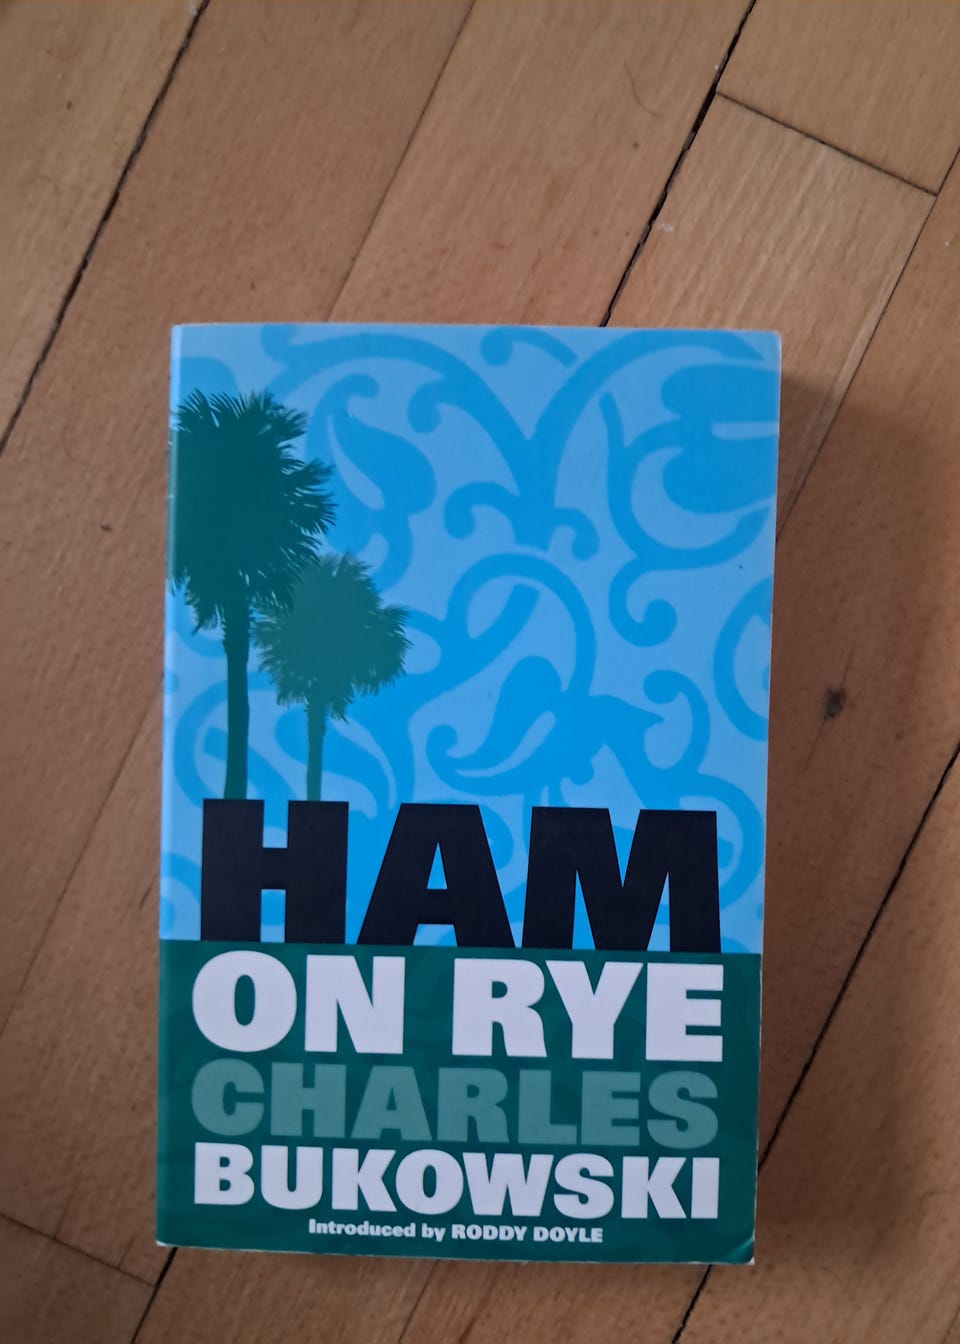 HAM
ON RYE
CHARLES
BUKOWSKI
Introduced by RODDY DOYLE